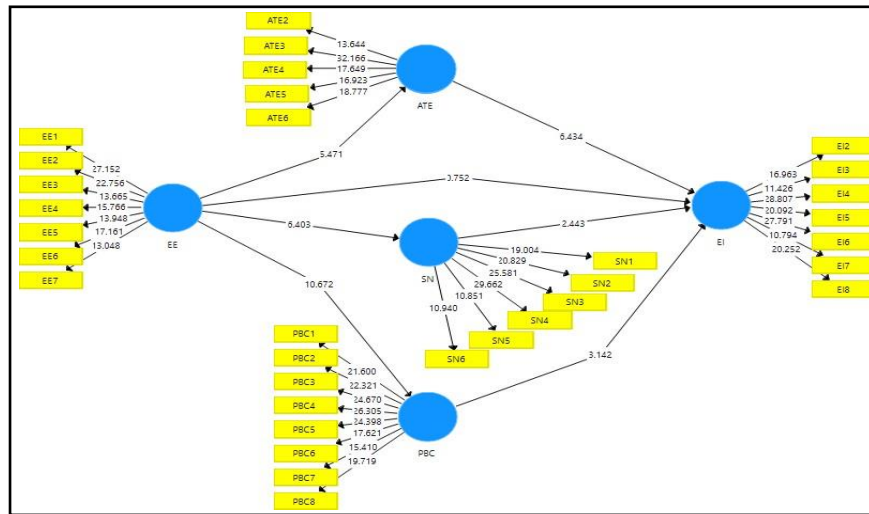 ATE2
ATE3
ATE4
ATE5
ATE6
13.644
32.166
17.649
16.923
18.777
ATE
EE1
EE2
EE3
EE4
EE5
EE6
EE7
27.152
22.756
13.665
15.766
13.948
17.161
13.048
EE
5.471
6.434
0.752
6.403
2.443
10.672
3.142
EI2
EI3
EI4
EI5
EI6
EI7
EI8
16.963
11.426
28.807
20.092
27.791
10.794
20.252
EI
SN
19.004
20.829
25.581
29.662
10.851
10.940
SN1
SN2
SN3
SN4
SN5
SN6
PBC1
PBC2
PBC3
PBC4
PBC5
PBC6
PBC7
PBC8
21.600
22.321
24.670
26.305
24.398
17.621
15.410
19.719
PBC